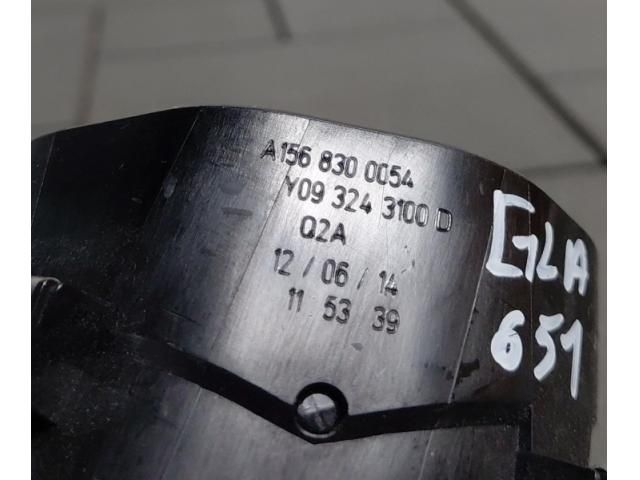 A156 830 0054
Y09 324 3100 D
Q2A
12/06/14
11 53 39
GLA
651